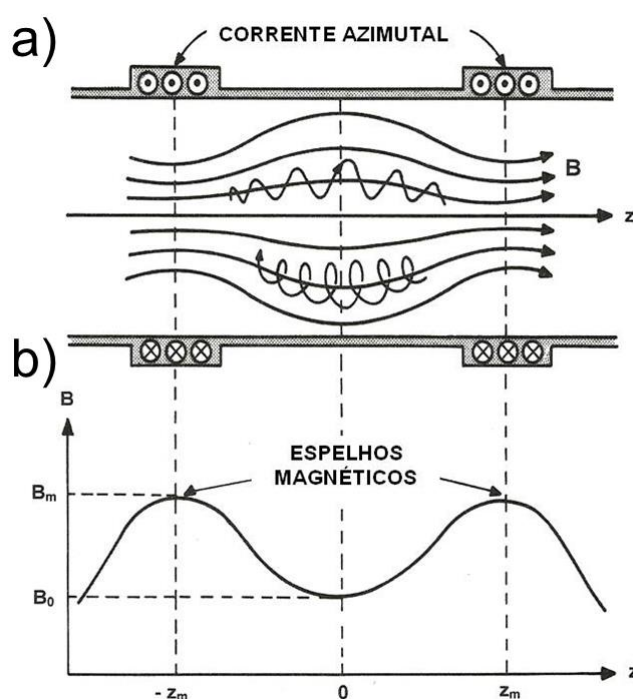 a)
CORRENTE AZIMUTAL
B
z
b)
B
ESPELHOS
MAGNÉTICOS
Bₘ
B₀
- zₘ
0
zₘ
z